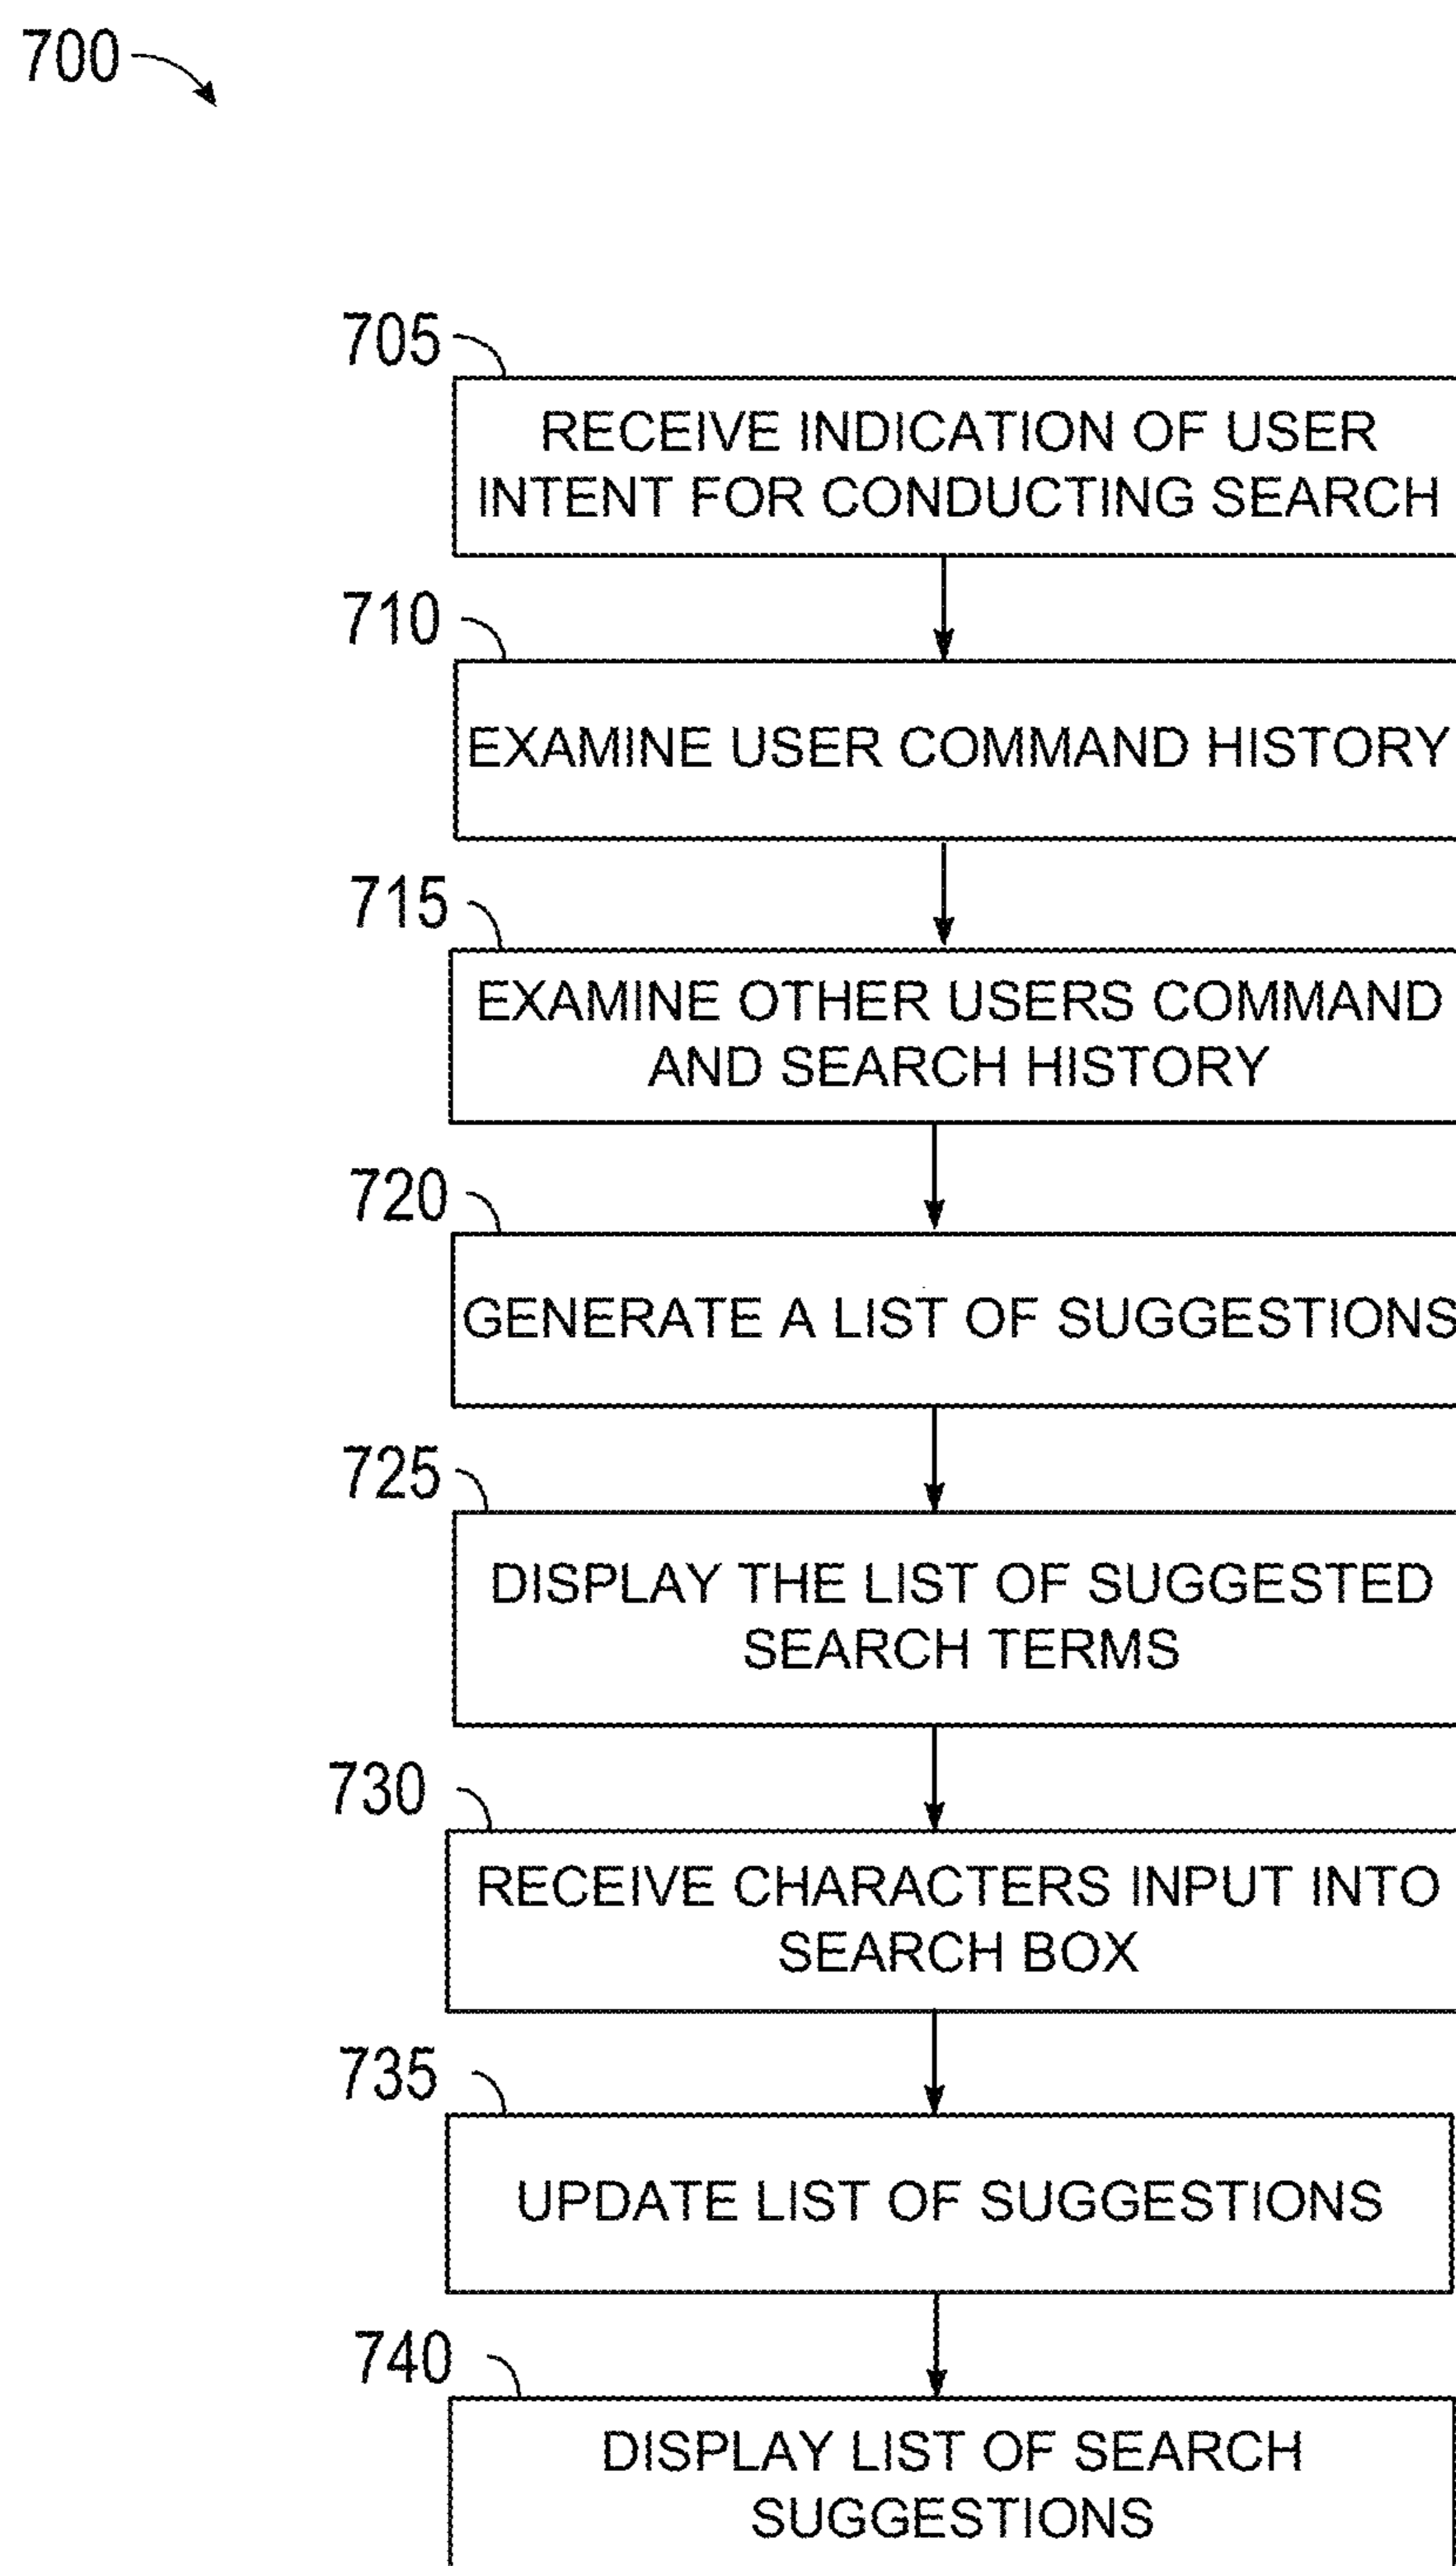 700
705
RECEIVE INDICATION OF USER
INTENT FOR CONDUCTING SEARCH
710
EXAMINE USER COMMAND HISTORY
715
EXAMINE OTHER USERS COMMAND
AND SEARCH HISTORY
720
GENERATE A LIST OF SUGGESTIONS
725
DISPLAY THE LIST OF SUGGESTED
SEARCH TERMS
730
RECEIVE CHARACTERS INPUT INTO
SEARCH BOX
735
UPDATE LIST OF SUGGESTIONS
740
DISPLAY LIST OF SEARCH
SUGGESTIONS